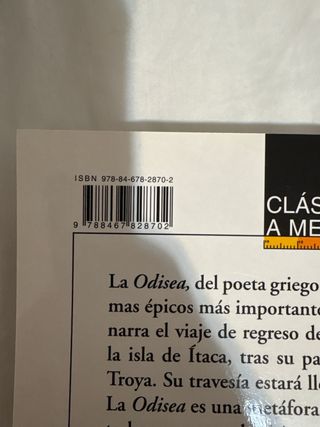 ISBN 978-84-678-2870-2
9 788467 828702
CLÁS
A ME
La Odisea, del poeta griego
mas épicos más importante
narra el viaje de regreso de
la isla de Ítaca, tras su pa
Troya. Su travesía estará lle
La Odisea es una metáfora